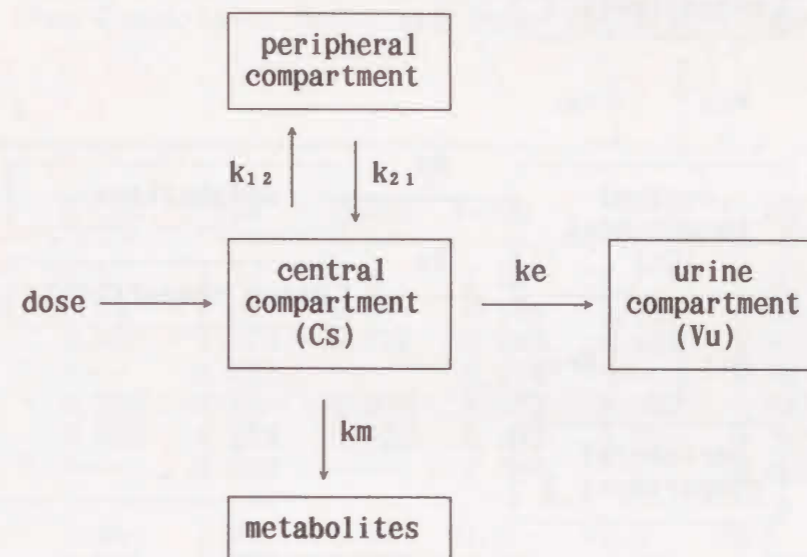 peripheral
compartment
k₁₂
k₂₁
dose
central
compartment
(Cs)
ke
urine
compartment
(Vu)
km
metabolites